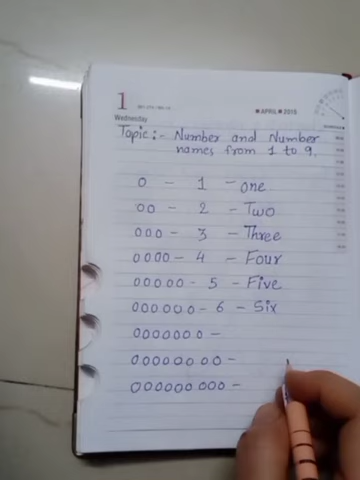 1
Wednesday
APRIL 2015
Topic:- Number and Number
names from 1 to 9.
0 - 1 - one
00 - 2 - Two
000 - 3 - Three
0000 - 4 - Four
00000 - 5 - Five
000000 - 6 - Six
0000000 -
00000000 -
000000000 -